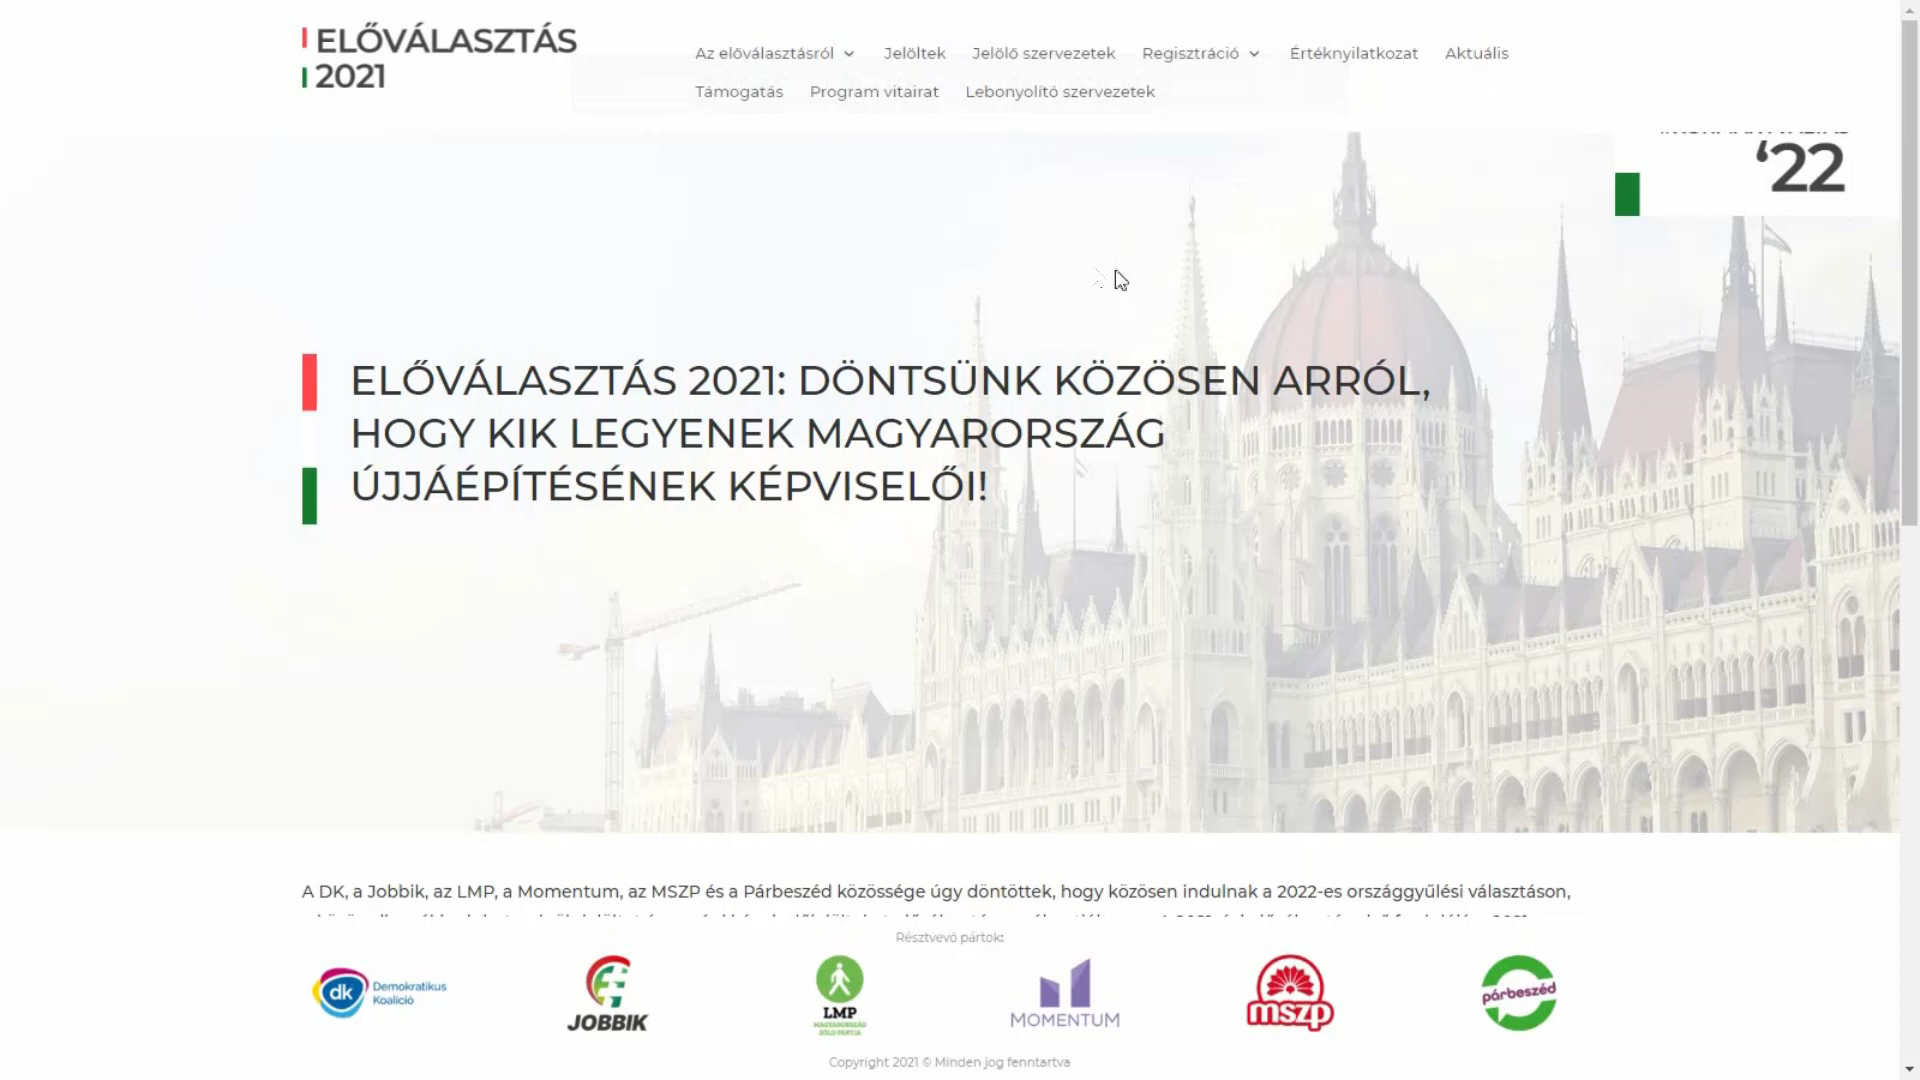 ELŐVÁLASZTÁS
2021
Az előválasztásról Jelöltek Jelölő szervezetek Regisztráció Értéknyilatkozat Aktuális
Támogatás Program vitairat Lebonyolító szervezetek
‘22
ELŐVÁLASZTÁS 2021: DÖNTSÜNK KÖZÖSEN ARRÓL,
HOGY KIK LEGYENEK MAGYARORSZÁG
ÚJJÁÉPÍTÉSÉNEK KÉPVISELŐI!
A DK, a Jobbik, az LMP, a Momentum, az MSZP és a Párbeszéd közössége úgy döntöttek, hogy közösen indulnak a 2022-es országgyűlési választáson,
Résztvevő pártok:
dk Demokratikus
Koalíció
JOBBIK
LMP
MAGYARORSZÁG
ZÖLD PÁRTJA
MOMENTUM
mszp
párbeszéd
Copyright 2021 © Minden jog fenntartva